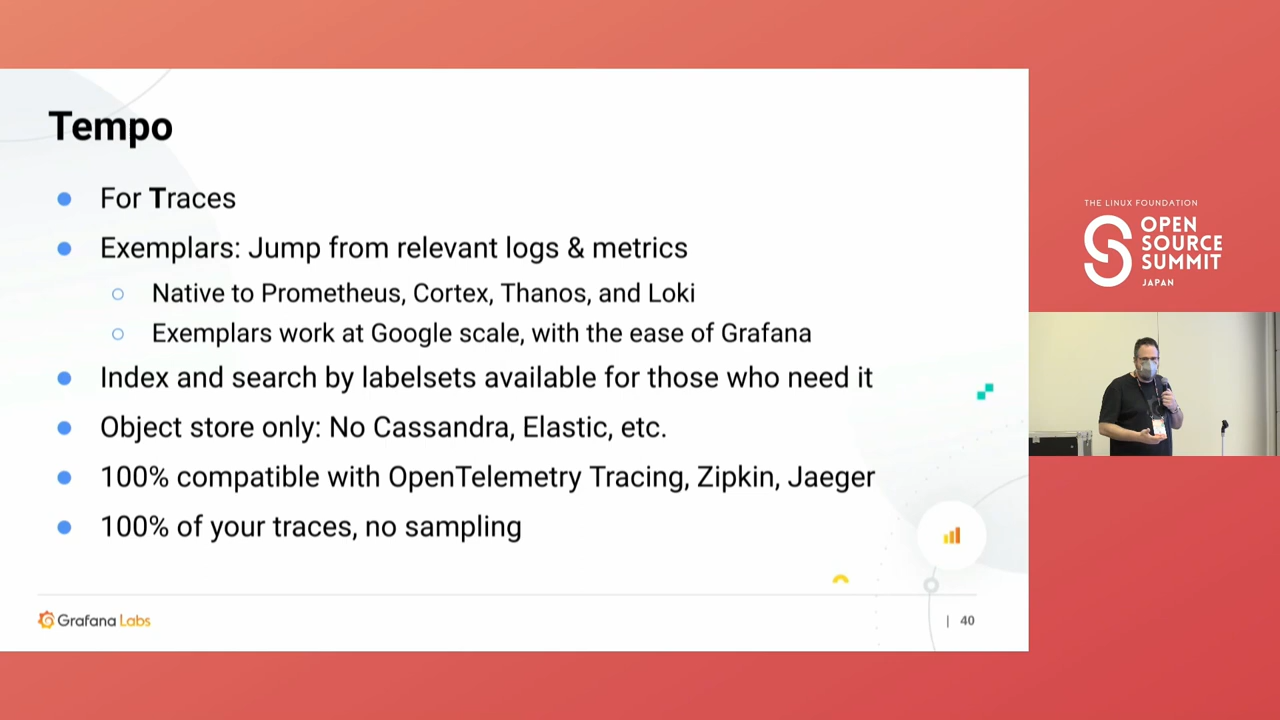 Tempo
For Traces
Exemplars: Jump from relevant logs & metrics
Native to Prometheus, Cortex, Thanos, and Loki
Exemplars work at Google scale, with the ease of Grafana
Index and search by labelsets available for those who need it
Object store only: No Cassandra, Elastic, etc.
100% compatible with OpenTelemetry Tracing, Zipkin, Jaeger
100% of your traces, no sampling
Grafana Labs
| 40
THE LINUX FOUNDATION
OPEN
SOURCE
SUMMIT
JAPAN